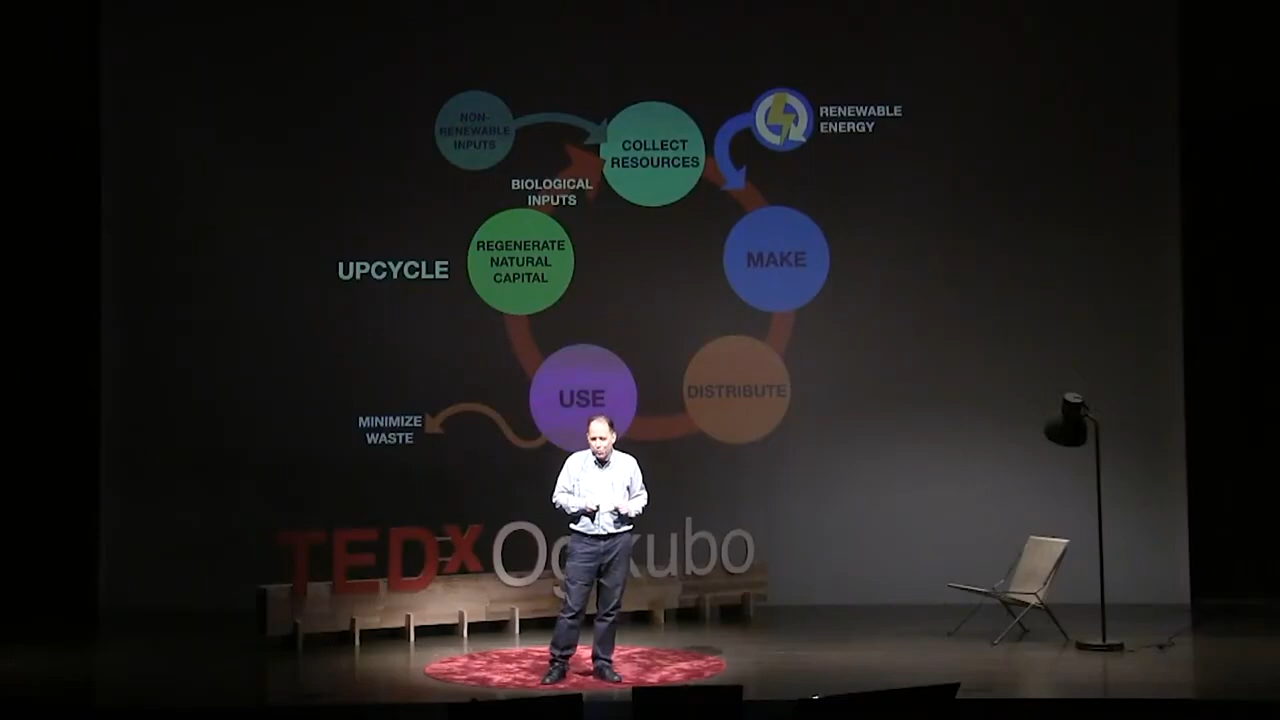 NON-
RENEWABLE
INPUTS
COLLECT
RESOURCES
RENEWABLE
ENERGY
BIOLOGICAL
INPUTS
REGENERATE
NATURAL
CAPITAL
MAKE
UPCYCLE
USE
DISTRIBUTE
MINIMIZE
WASTE
TEDx